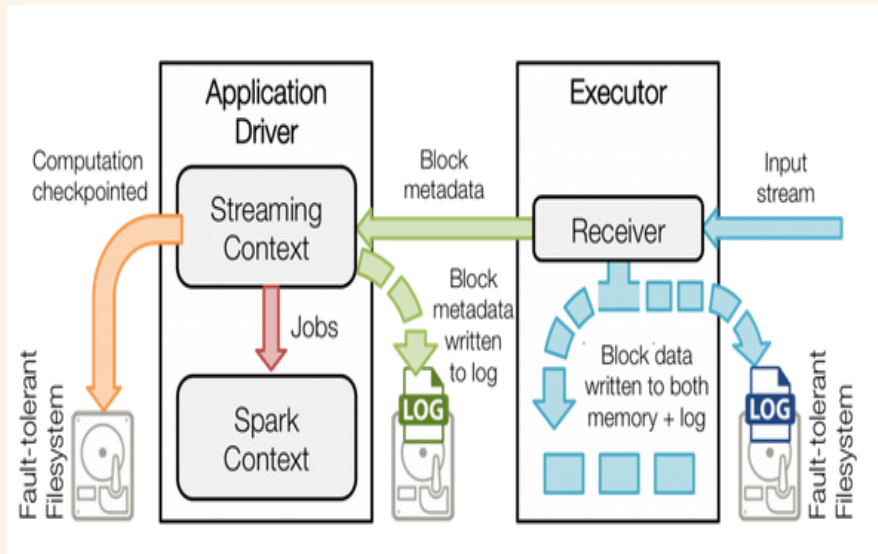 Application
Driver
Executor
Computation
checkpointed
Block
metadata
Input
stream
Streaming
Context
Receiver
Block
metadata
written
to log
Jobs
Block data
written to both
memory + log
Spark
Context
LOG
LOG
Fault-tolerant
Filesystem
Fault-tolerant
Filesystem